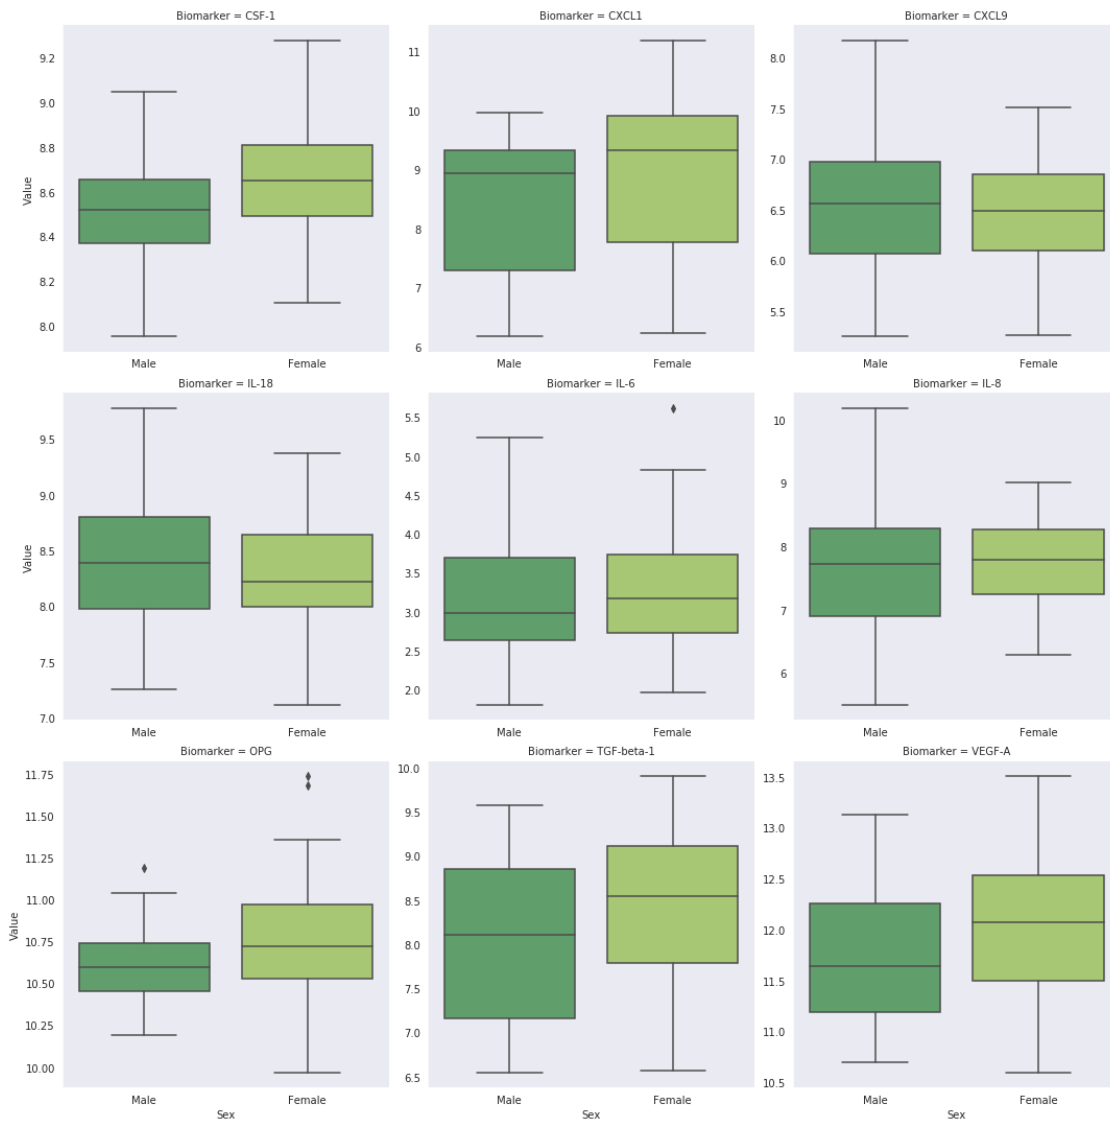 Biomarker = CSF-1
Biomarker = CXCL1
Biomarker = CXCL9
Value
9.2
9.0
8.8
8.6
8.4
8.2
8.0
Male
Female
11
10
9
8
7
6
Male
Female
8.0
7.5
7.0
6.5
6.0
5.5
Male
Female
Biomarker = IL-18
Biomarker = IL-6
Biomarker = IL-8
Value
9.5
9.0
8.5
8.0
7.5
7.0
Male
Female
5.5
5.0
4.5
4.0
3.5
3.0
2.5
2.0
Male
Female
10
9
8
7
6
Male
Female
Biomarker = OPG
Biomarker = TGF-beta-1
Biomarker = VEGF-A
Value
11.75
11.50
11.25
11.00
10.75
10.50
10.25
10.00
Male
Female
Sex
10.0
9.5
9.0
8.5
8.0
7.5
7.0
6.5
Male
Female
Sex
13.5
13.0
12.5
12.0
11.5
11.0
10.5
Male
Female
Sex